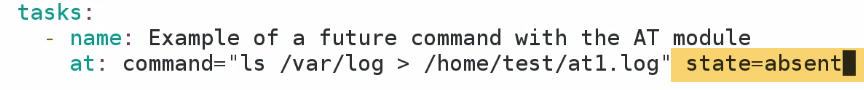 tasks:
- name: Example of a future command with the AT module
at: command="ls /var/log > /home/test/at1.log" state=absent